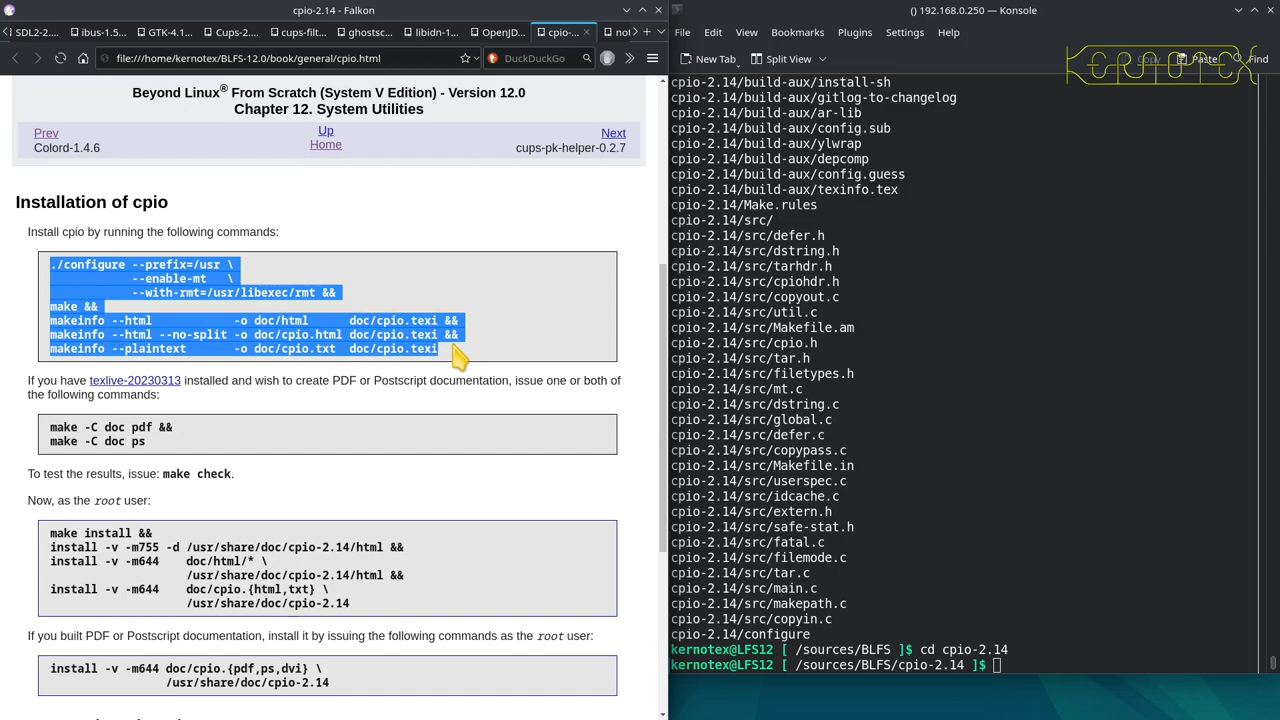 cpio-2.14 - Falkon
SDL2-2.... ibus-1.5... GTK-4.1... Cups-2.... cups-filt... ghostsc... libidn-1... OpenJD... cpio-...
file:///home/kernotex/BLFS-12.0/book/general/cpio.html
DuckDuckGo
Beyond Linux® From Scratch (System V Edition) - Version 12.0
Chapter 12. System Utilities
Prev Up Next
Colord-1.4.6 Home cups-pk-helper-0.2.7
Installation of cpio
Install cpio by running the following commands:
./configure --prefix=/usr \
--enable-mt \
--with-rmt=/usr/libexec/rmt &&
make &&
makeinfo --html -o doc/html doc/cpio.texi &&
makeinfo --html --no-split -o doc/cpio.html doc/cpio.texi &&
makeinfo --plaintext -o doc/cpio.txt doc/cpio.texi
If you have texlive-20230313 installed and wish to create PDF or Postscript documentation, issue one or both of
the following commands:
make -C doc pdf &&
make -C doc ps
To test the results, issue: make check.
Now, as the root user:
make install &&
install -v -m755 -d /usr/share/doc/cpio-2.14/html &&
install -v -m644 doc/html/* \
/usr/share/doc/cpio-2.14/html &&
install -v -m644 doc/cpio.{html,txt} \
/usr/share/doc/cpio-2.14
If you built PDF or Postscript documentation, install it by issuing the following commands as the root user:
install -v -m644 doc/cpio.{pdf,ps,dvi} \
/usr/share/doc/cpio-2.14
() 192.168.0.250 — Konsole
File Edit View Bookmarks Plugins Settings Help
New Tab Split View Copy Paste Find
KERNOTEX
cpio-2.14/build-aux/install-sh
cpio-2.14/build-aux/gitlog-to-changelog
cpio-2.14/build-aux/ar-lib
cpio-2.14/build-aux/config.sub
cpio-2.14/build-aux/ylwrap
cpio-2.14/build-aux/depcomp
cpio-2.14/build-aux/config.guess
cpio-2.14/build-aux/texinfo.tex
cpio-2.14/Make.rules
cpio-2.14/src/
cpio-2.14/src/defer.h
cpio-2.14/src/dstring.h
cpio-2.14/src/tarhdr.h
cpio-2.14/src/cpiohdr.h
cpio-2.14/src/copyout.c
cpio-2.14/src/util.c
cpio-2.14/src/Makefile.am
cpio-2.14/src/cpio.h
cpio-2.14/src/tar.h
cpio-2.14/src/filetypes.h
cpio-2.14/src/mt.c
cpio-2.14/src/dstring.c
cpio-2.14/src/global.c
cpio-2.14/src/defer.c
cpio-2.14/src/copypass.c
cpio-2.14/src/Makefile.in
cpio-2.14/src/userspec.c
cpio-2.14/src/idcache.c
cpio-2.14/src/extern.h
cpio-2.14/src/safe-stat.h
cpio-2.14/src/fatal.c
cpio-2.14/src/filemode.c
cpio-2.14/src/tar.c
cpio-2.14/src/main.c
cpio-2.14/src/makepath.c
cpio-2.14/src/copyin.c
cpio-2.14/configure
kernotex@LFS12 [ /sources/BLFS ]$ cd cpio-2.14
kernotex@LFS12 [ /sources/BLFS/cpio-2.14 ]$